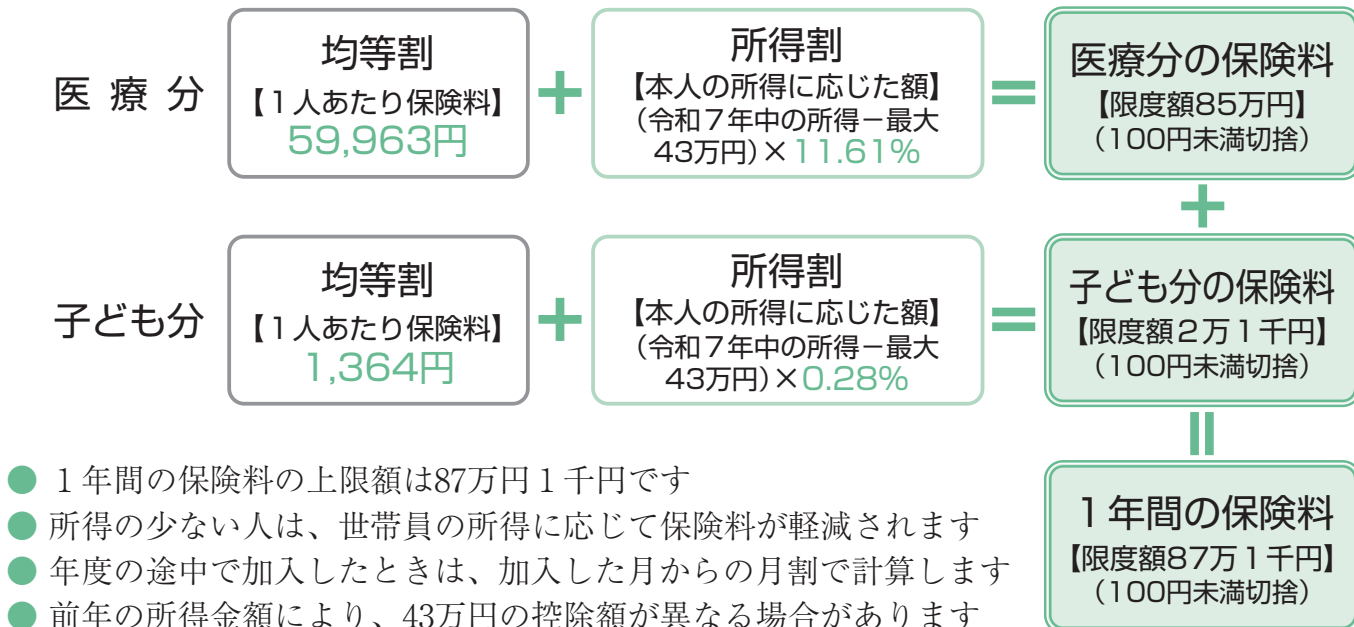 医療分
均等割
【１人あたり保険料】
59,963円
＋
所得割
【本人の所得に応じた額】
（令和７年中の所得－最大
43万円）×11.61%
＝
医療分の保険料
【限度額85万円】
（100円未満切捨）
＋
子ども分
均等割
【１人あたり保険料】
1,364円
＋
所得割
【本人の所得に応じた額】
（令和７年中の所得－最大
43万円）×0.28%
＝
子ども分の保険料
【限度額２万１千円】
（100円未満切捨）
＝
１年間の保険料
【限度額87万１千円】
（100円未満切捨）
● １年間の保険料の上限額は87万円１千円です
● 所得の少ない人は、世帯員の所得に応じて保険料が軽減されます
● 年度の途中で加入したときは、加入した月からの月割で計算します
● 前年の所得金額により、43万円の控除額が異なる場合があります